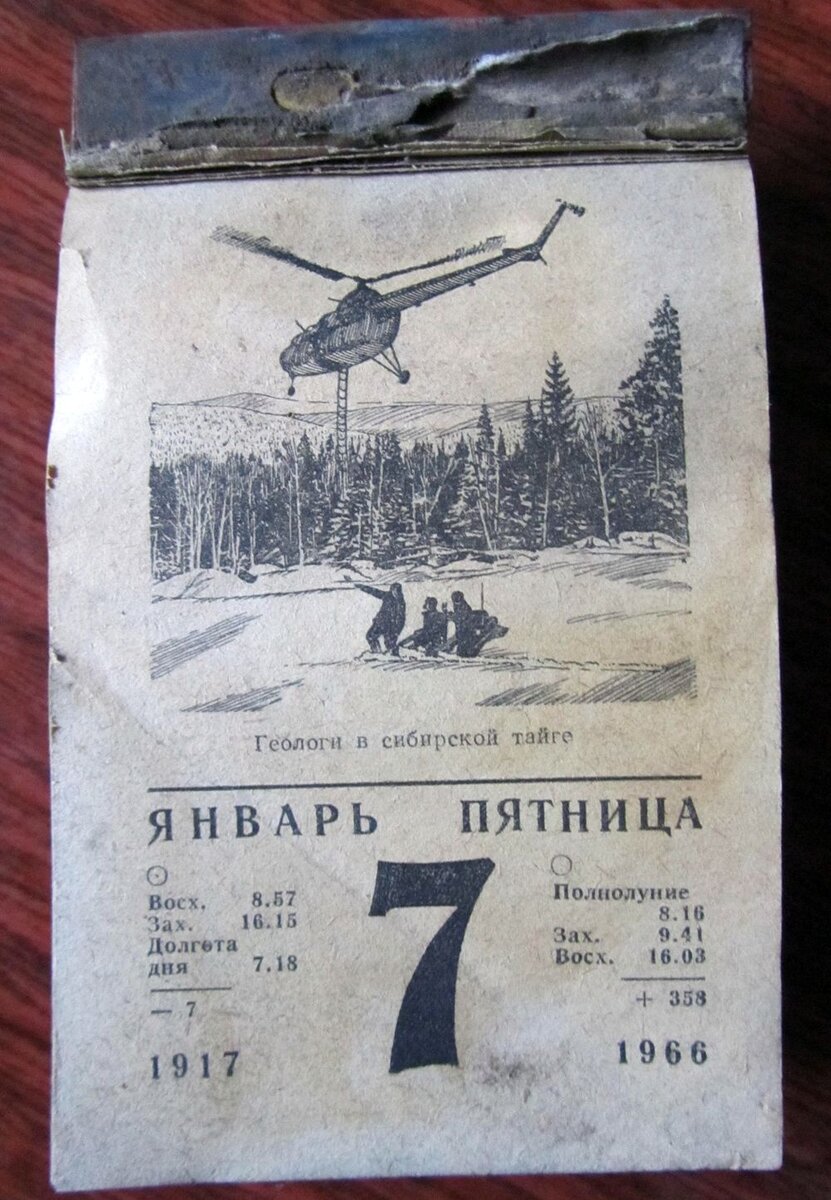 Геологи в сибирской тайге
ЯНВАРЬ ПЯТНИЦА
Восх. 8.57
Зах. 16.15
Долгота
дня 7.18
— 7
1917
7
Полнолуние
8.16
Зах. 9.41
Восх. 16.03
+ 358
1966